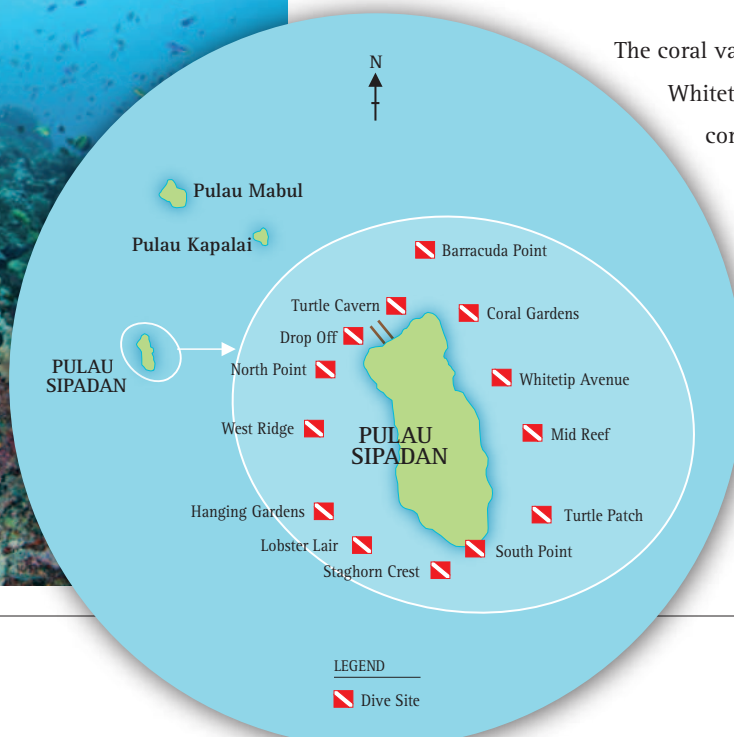 The coral va
Whitet
cor
N
Pulau Mabul
Pulau Kapalai
Barracuda Point
Turtle Cavern
Coral Gardens
Drop Off
North Point
PULAU
SIPADAN
Whitetip Avenue
West Ridge
PULAU
SIPADAN
Mid Reef
Hanging Gardens
Turtle Patch
Lobster Lair
South Point
Staghorn Crest
LEGEND
Dive Site